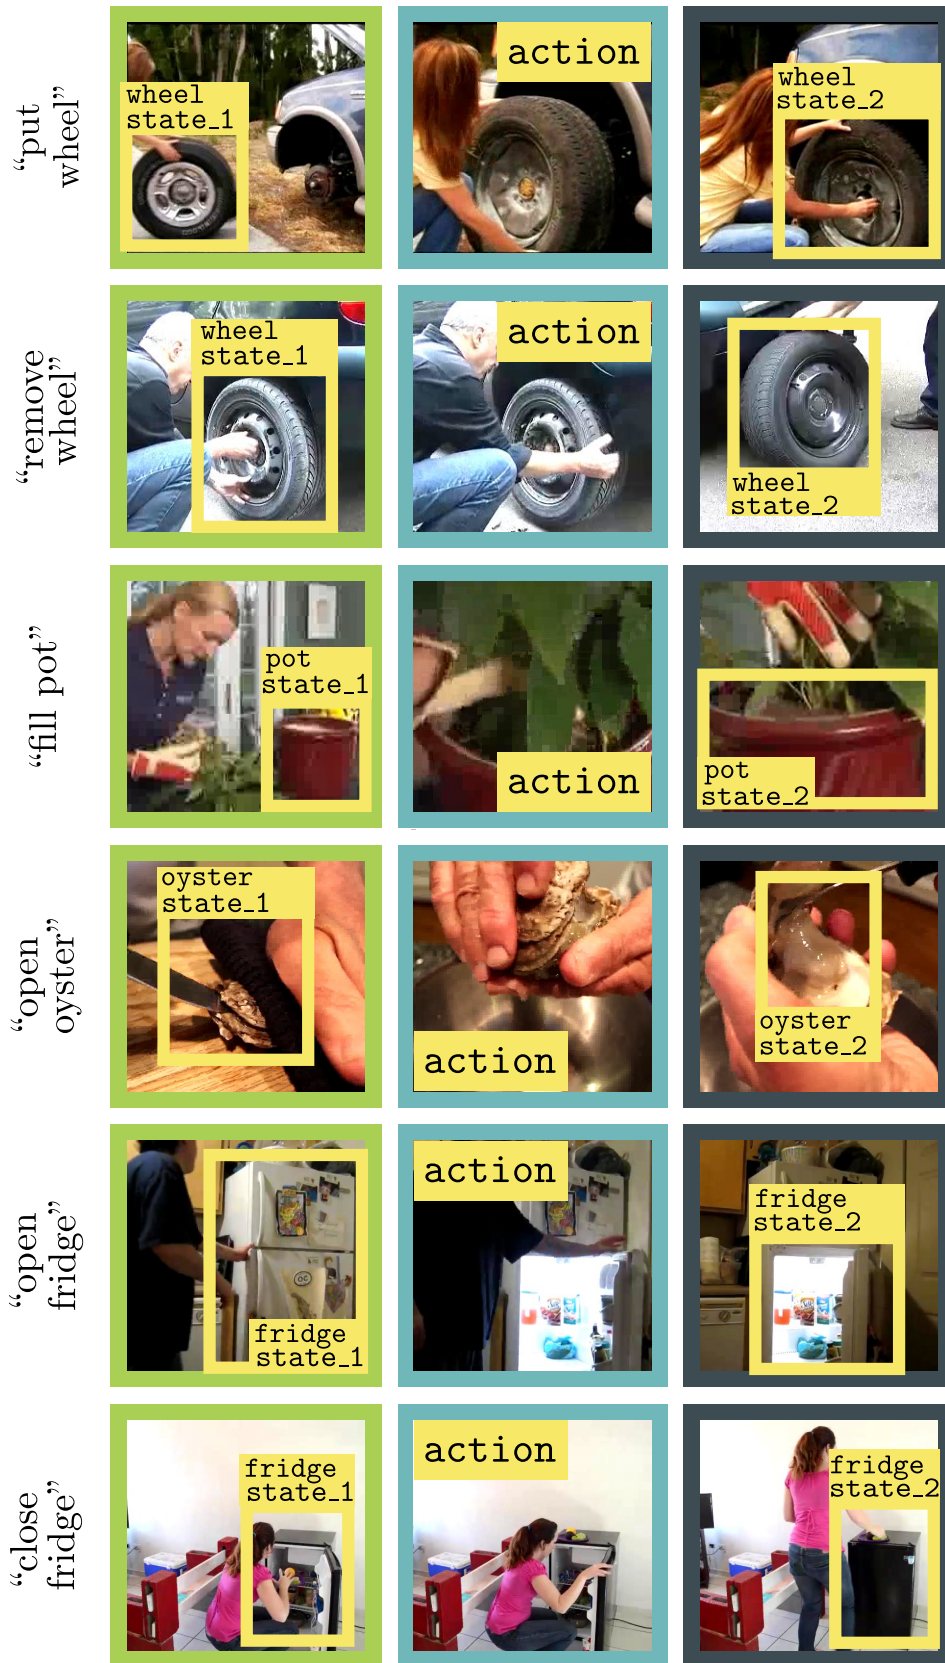 “put
wheel”
wheel
state_1
action
wheel
state_2
“remove
wheel”
wheel
state_1
action
wheel
state_2
“fill pot”
pot
state_1
action
pot
state_2
“open
oyster”
oyster
state_1
action
oyster
state_2
“open
fridge”
OC
fridge
state_1
action
fridge
state_2
“close
fridge”
fridge
state_1
action
fridge
state_2